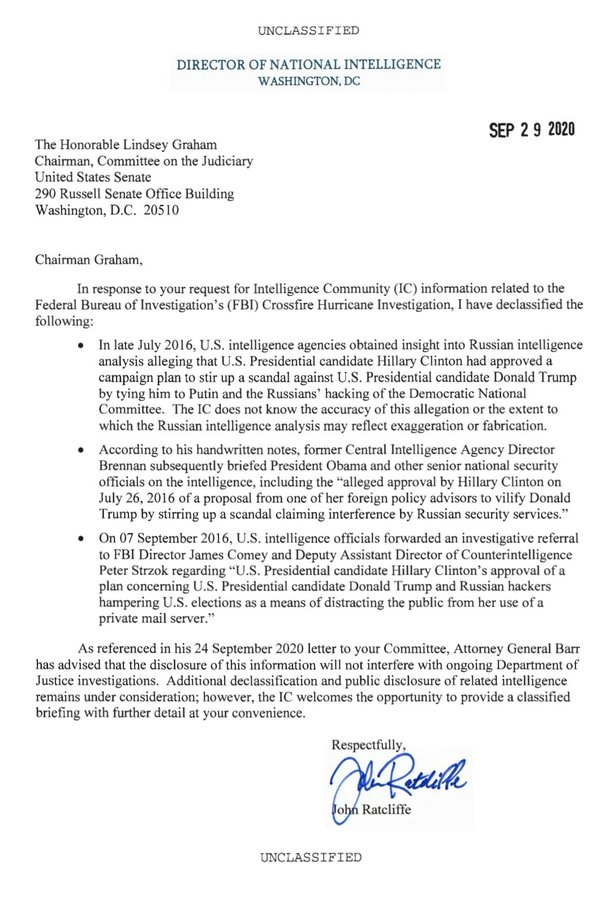 UNCLASSIFIED
DIRECTOR OF NATIONAL INTELLIGENCE
WASHINGTON, DC
SEP 29 2020
The Honorable Lindsey Graham
Chairman, Committee on the Judiciary
United States Senate
290 Russell Senate Office Building
Washington, D.C. 20510
Chairman Graham,
In response to your request for Intelligence Community (IC) information related to the
Federal Bureau of Investigation's (FBI) Crossfire Hurricane Investigation, I have declassified the
following:
• In late July 2016, U.S. intelligence agencies obtained insight into Russian intelligence
analysis alleging that U.S. Presidential candidate Hillary Clinton had approved a
campaign plan to stir up a scandal against U.S. Presidential candidate Donald Trump
by tying him to Putin and the Russians' hacking of the Democratic National
Committee. The IC does not know the accuracy of this allegation or the extent to
which the Russian intelligence analysis may reflect exaggeration or fabrication.
• According to his handwritten notes, former Central Intelligence Agency Director
Brennan subsequently briefed President Obama and other senior national security
officials on the intelligence, including the “alleged approval by Hillary Clinton on
July 26, 2016 of a proposal from one of her foreign policy advisors to vilify Donald
Trump by stirring up a scandal claiming interference by Russian security services.”
• On 07 September 2016, U.S. intelligence officials forwarded an investigative referral
to FBI Director James Comey and Deputy Assistant Director of Counterintelligence
Peter Strzok regarding “U.S. Presidential candidate Hillary Clinton's approval of a
plan concerning U.S. Presidential candidate Donald Trump and Russian hackers
hampering U.S. elections as a means of distracting the public from her use of a
private mail server.”
As referenced in his 24 September 2020 letter to your Committee, Attorney General Barr
has advised that the disclosure of this information will not interfere with ongoing Department of
Justice investigations. Additional declassification and public disclosure of related intelligence
remains under consideration; however, the IC welcomes the opportunity to provide a classified
briefing with further detail at your convenience.
Respectfully,
John Ratcliffe
John Ratcliffe
UNCLASSIFIED